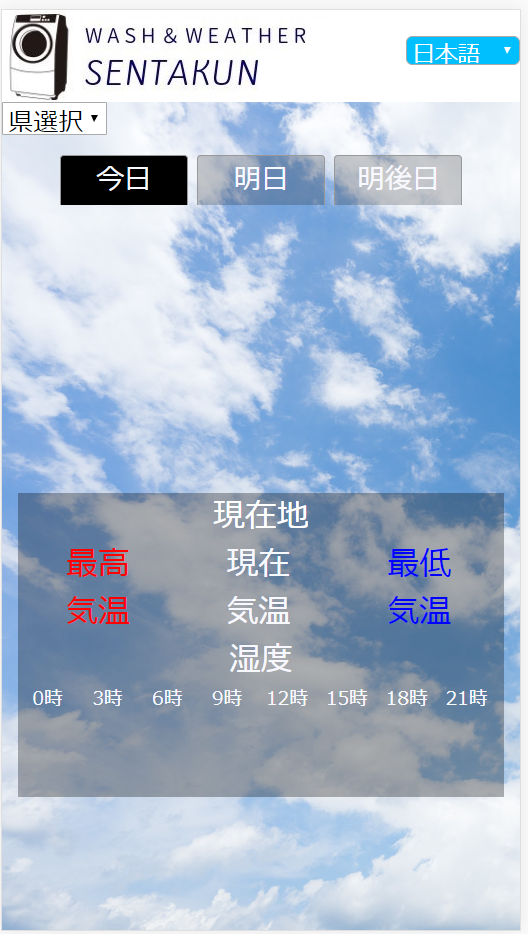 WASH & WEATHER
SENTAKUN
日本語
県選択
今日 明日 明後日
現在地
最高 現在 最低
気温 気温 気温
湿度
0時 3時 6時 9時 12時 15時 18時 21時